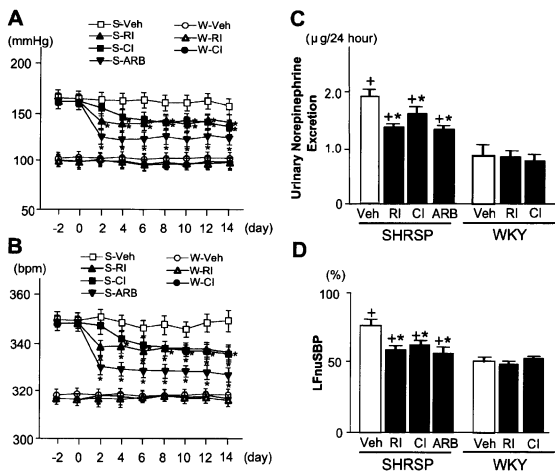 A
(mmHg)
S-Veh
W-Veh
S-RI
W-RI
S-CI
W-CI
S-ARB
200
150
100
50
-2 0 2 4 6 8 10 12 14 (day)
B
(bpm)
S-Veh
W-Veh
S-RI
W-RI
S-CI
W-CI
S-ARB
360
340
320
300
-2 0 2 4 6 8 10 12 14 (day)
C
(μg/24 hour)
Urinary Norepinephrine
Excretion
3.0
2.0
1.0
0
+ +* +* +*
Veh RI CI ARB Veh RI CI
SHRSP WKY
D
(%)
LFnuSBP
100
50
0
+ +* +* +*
Veh RI CI ARB Veh RI CI
SHRSP WKY